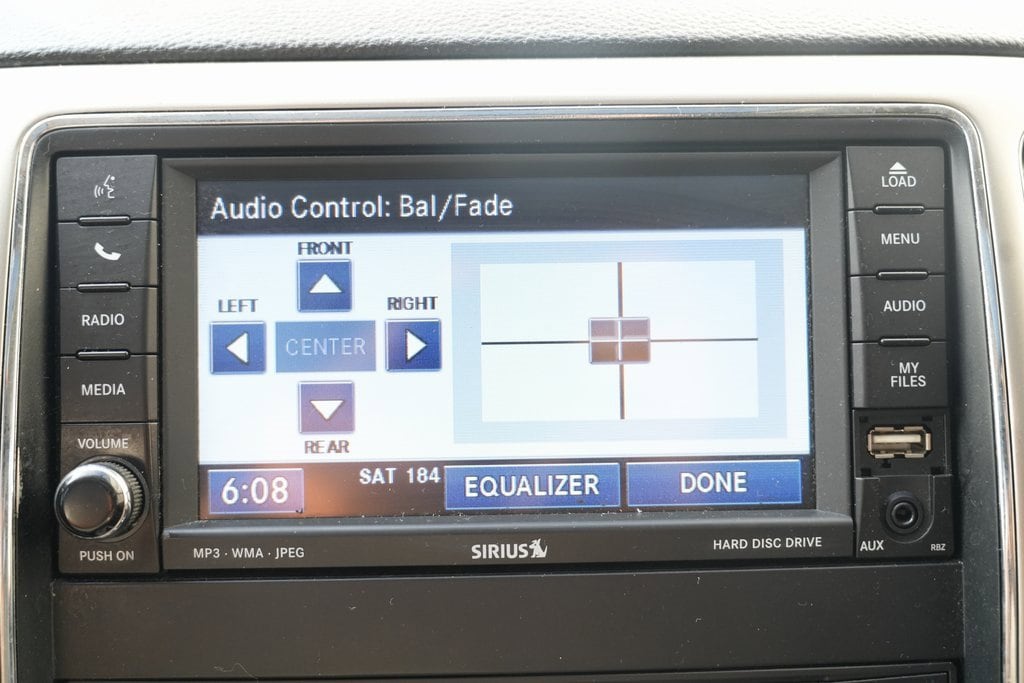 LOAD
Audio Control: Bal/Fade
MENU
FRONT
LEFT
RIGHT
RADIO
AUDIO
CENTER
MEDIA
MY
FILES
REAR
VOLUME
6:08
SAT 184
EQUALIZER
DONE
PUSH ON
MP3 · WMA · JPEG
SIRIUS
HARD DISC DRIVE
AUX
RBZ